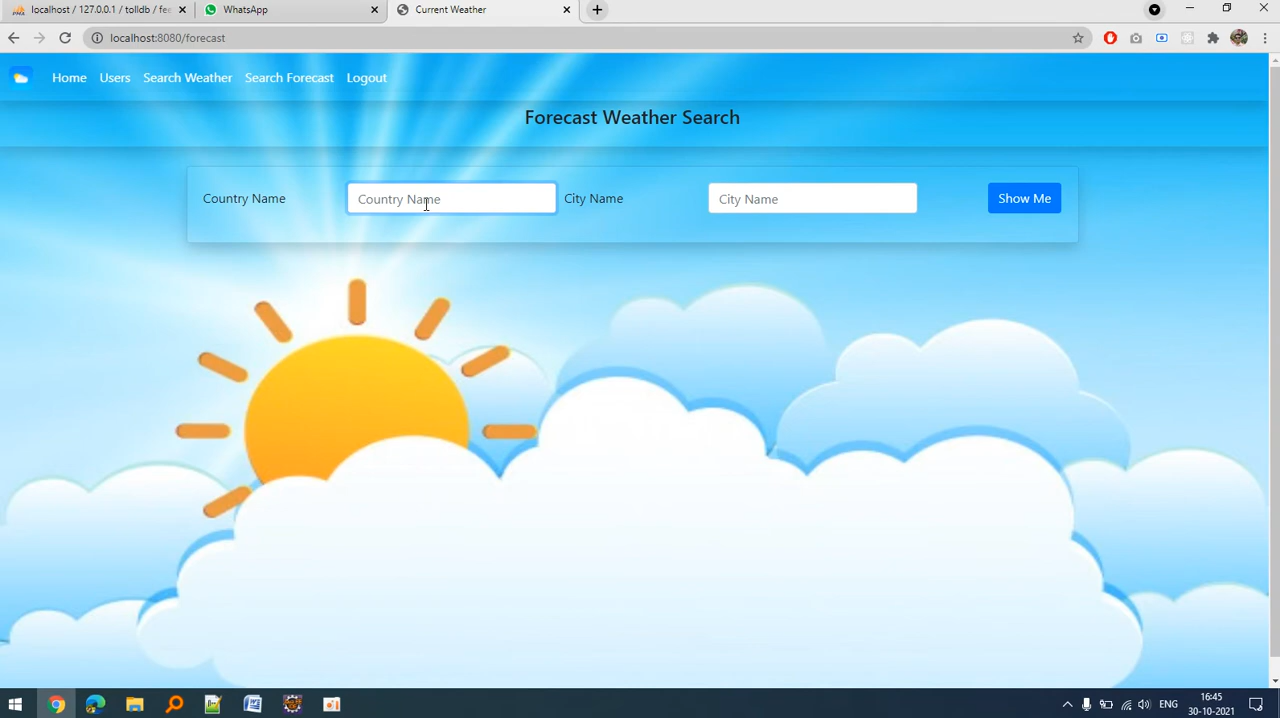 localhost / 127.0.0.1 / tolldb / fee
WhatsApp
Current Weather
localhost:8080/forecast
Home Users Search Weather Search Forecast Logout
Forecast Weather Search
Country Name Country Name City Name City Name Show Me
ENG
16:45
30-10-2021